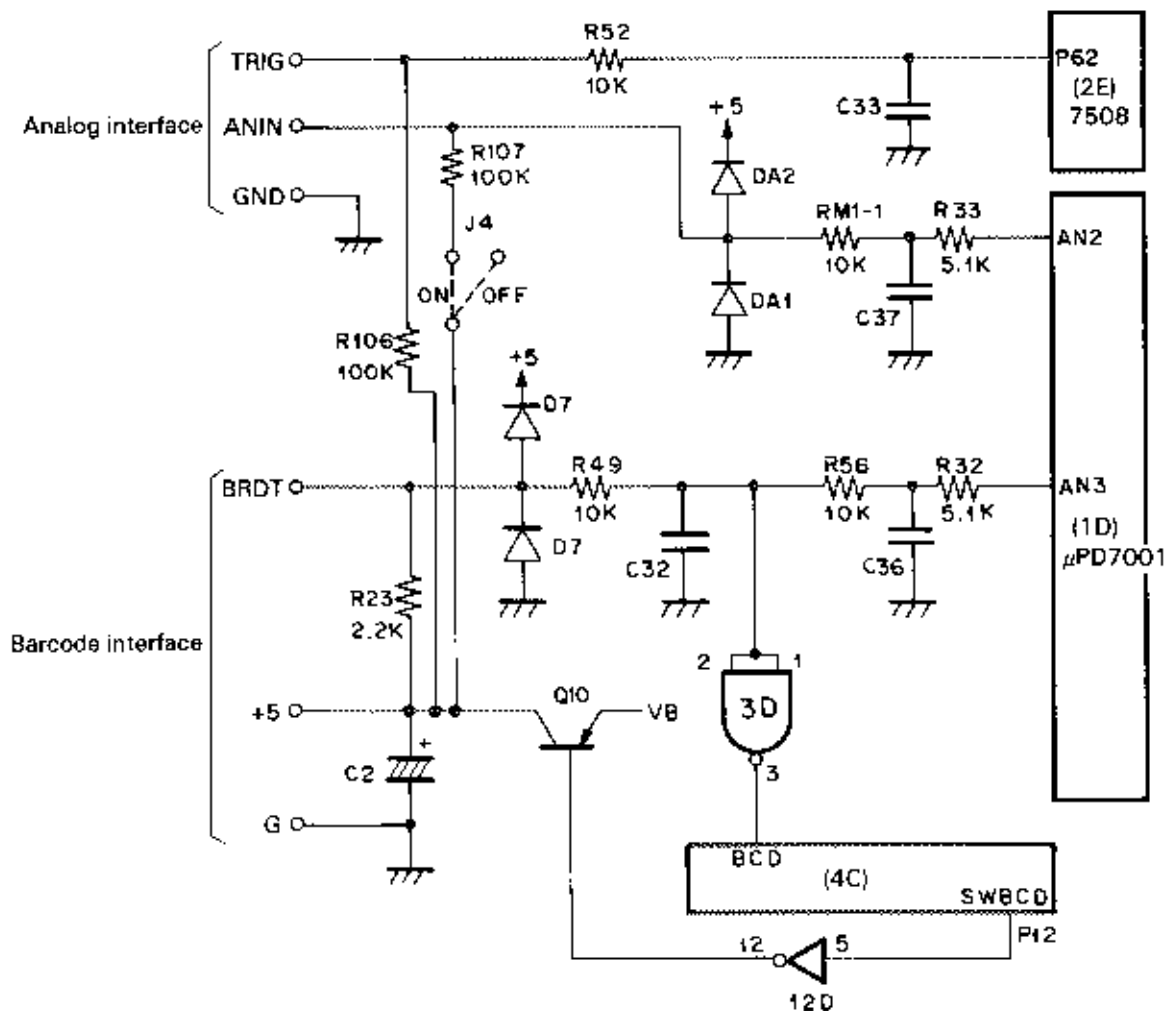 R52
TRIG
10K
P62
(2E)
7508
C33
+5
Analog interface
ANIN
R107
100K
DA2
GND
J4
RM1-1
10K
R33
5.1K
AN2
ON
OFF
DA1
C37
R106
100K
+5
D7
BRDT
R49
10K
R56
10K
R32
5.1K
AN3
(1D)
μPD7001
D7
C32
C36
R23
2.2K
Barcode interface
2
1
3D
3
+5
Q10
VB
+
C2
G
BCD
(4C)
SWBCD
P12
12
5
12D